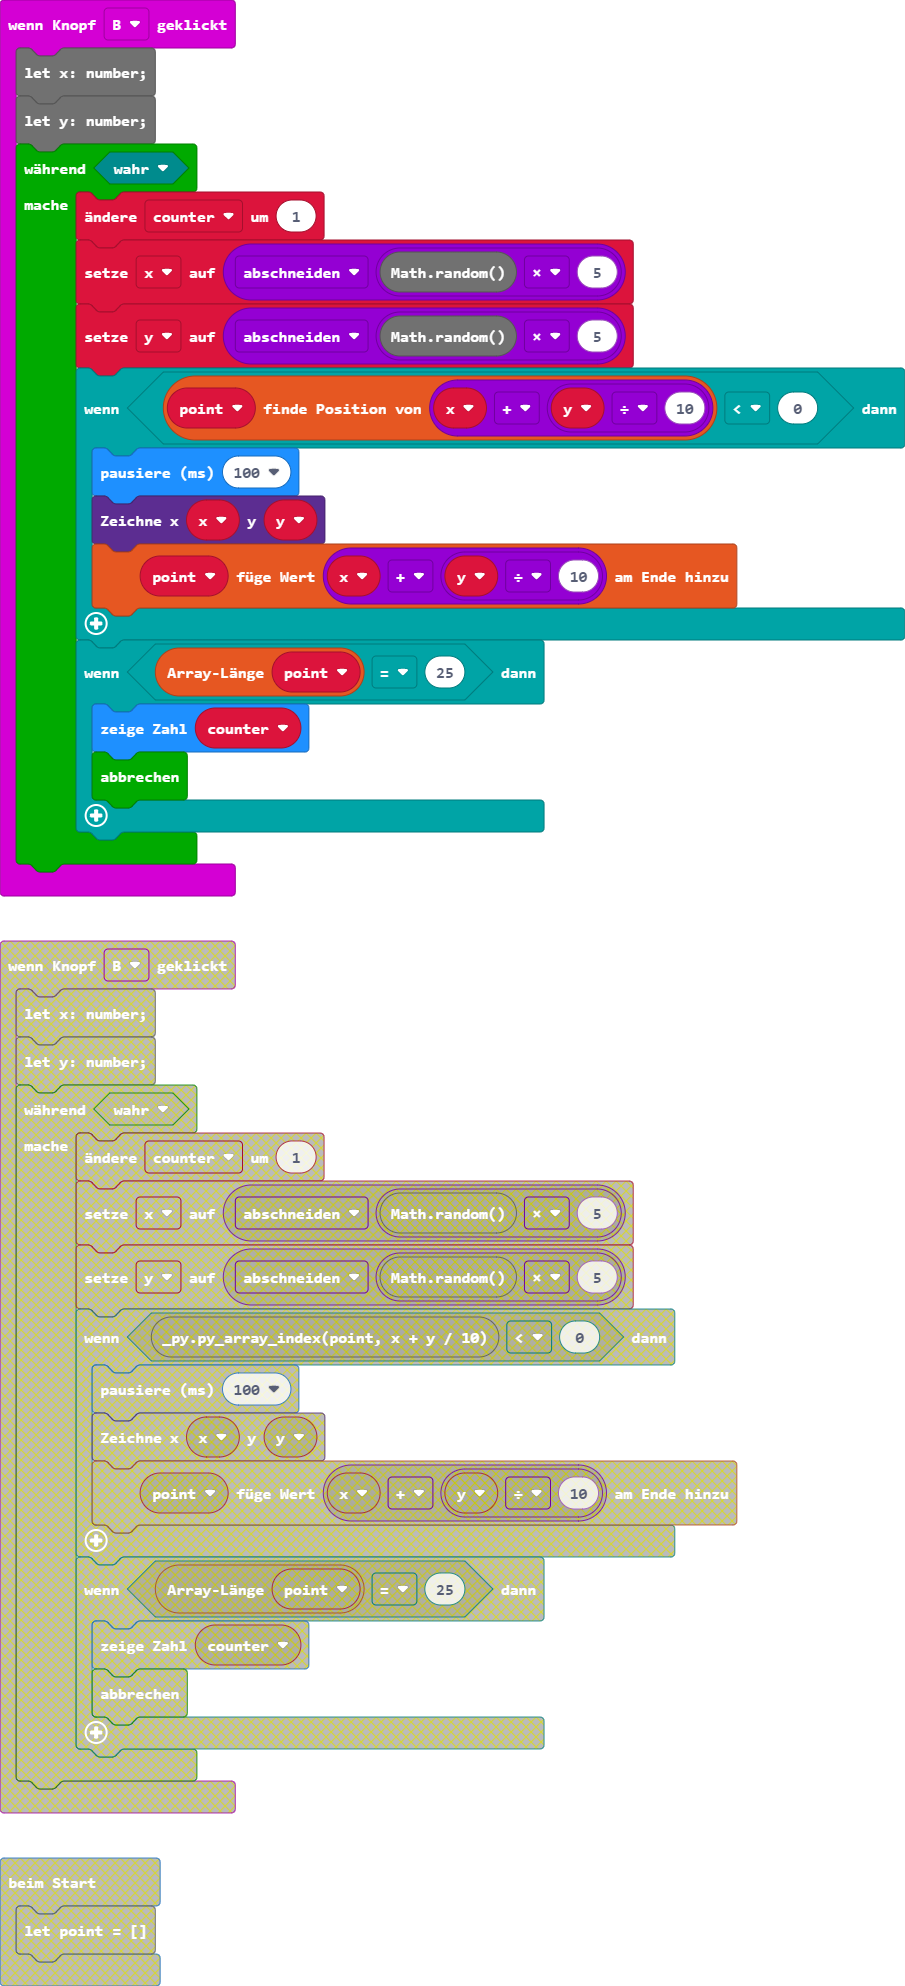 wenn Knopf B geklickt
let x: number;
let y: number;
während wahr
mache
ändere counter um 1
setze x auf abschneiden Math.random() × 5
setze y auf abschneiden Math.random() × 5
wenn point finde Position von x + y ÷ 10 < 0 dann
pausiere (ms) 100
Zeichne x x y y
point füge Wert x + y ÷ 10 am Ende hinzu
wenn Array-Länge point = 25 dann
zeige Zahl counter
abbrechen
wenn Knopf B geklickt
let x: number;
let y: number;
während wahr
mache
ändere counter um 1
setze x auf abschneiden Math.random() × 5
setze y auf abschneiden Math.random() × 5
wenn _py.py_array_index(point, x + y / 10) < 0 dann
pausiere (ms) 100
Zeichne x x y y
point füge Wert x + y ÷ 10 am Ende hinzu
wenn Array-Länge point = 25 dann
zeige Zahl counter
abbrechen
beim Start
let point = []